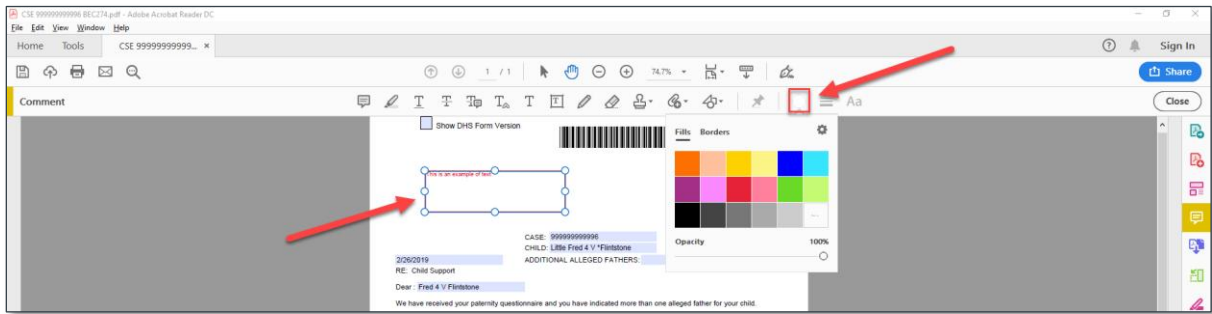 CSE 999999999996 BEC274.pdf - Adobe Acrobat Reader DC
File Edit View Window Help
Home Tools CSE 99999999999... × Sign In
1 / 1 74.7% Share
Comment T T T T T T Aa Close
Show DHS Form Version
Fills Borders
This is an example of text
CASE: 999999999996
CHILD: Little Fred 4 V *Flintstone
Opacity 100%
2/26/2019 ADDITIONAL ALLEGED FATHERS:
RE: Child Support
Dear : Fred 4 V Flintstone
We have received your paternity questionnaire and you have indicated more than one alleged father for your child.